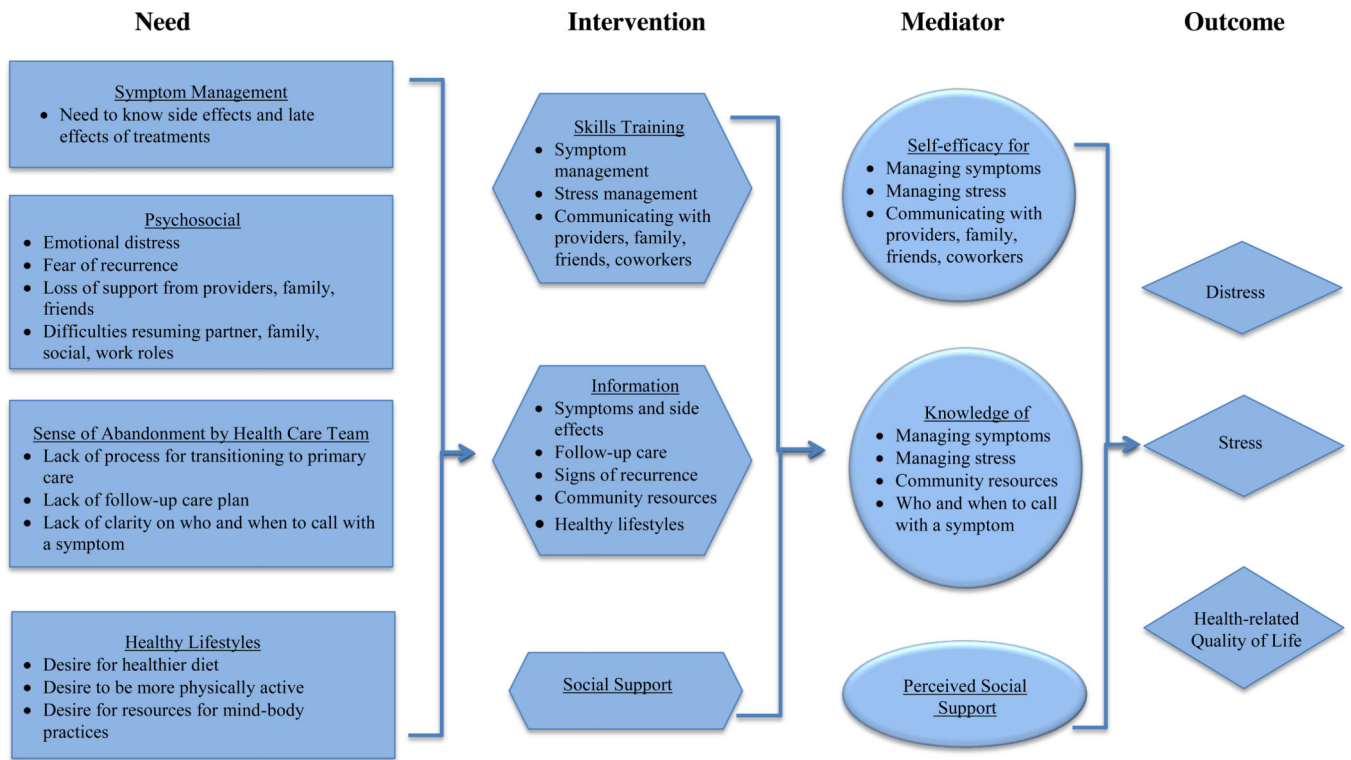 Need
Intervention
Mediator
Outcome
Symptom Management
• Need to know side effects and late
effects of treatments
Psychosocial
• Emotional distress
• Fear of recurrence
• Loss of support from providers, family,
friends
• Difficulties resuming partner, family,
social, work roles
Sense of Abandonment by Health Care Team
• Lack of process for transitioning to primary
care
• Lack of follow-up care plan
• Lack of clarity on who and when to call with
a symptom
Healthy Lifestyles
• Desire for healthier diet
• Desire to be more physically active
• Desire for resources for mind-body
practices
Skills Training
• Symptom
management
• Stress management
• Communicating with
providers, family,
friends, coworkers
Information
• Symptoms and side
effects
• Follow-up care
• Signs of recurrence
• Community resources
• Healthy lifestyles
Social Support
Self-efficacy for
• Managing symptoms
• Managing stress
• Communicating with
providers, family,
friends, coworkers
Knowledge of
• Managing symptoms
• Managing stress
• Community resources
• Who and when to call
with a symptom
Perceived Social
Support
Distress
Stress
Health-related
Quality of Life